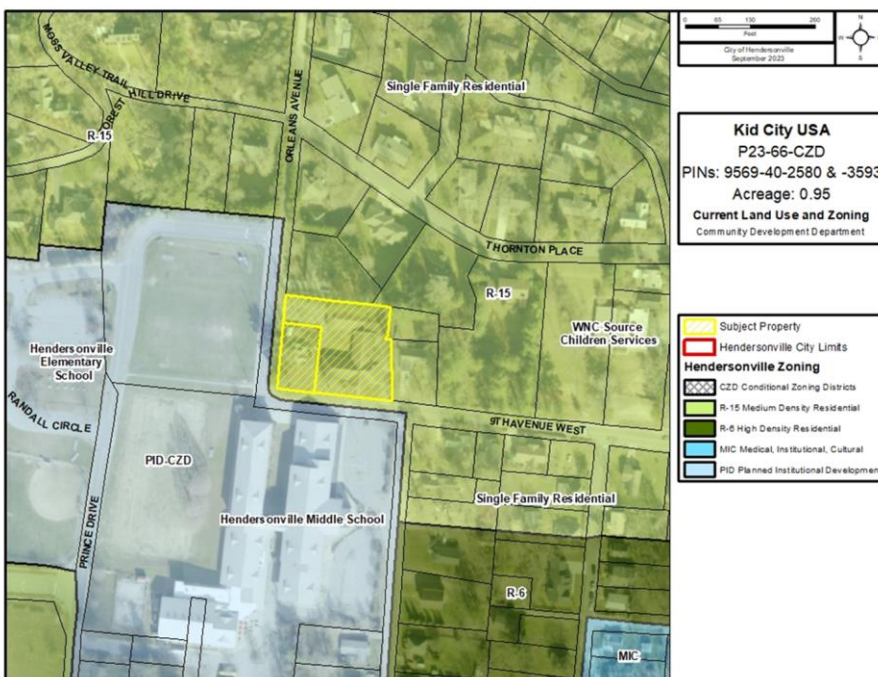 MOSS VALLEY TRAIL
FOREST HILL DRIVE
ORLEANS AVENUE
Single Family Residential
R-15
THORNTON PLACE
R-15
WNC Source
Children Services
Hendersonville
Elementary
School
RANDALL CIRCLE
9TH AVENUE WEST
PID-CZD
Single Family Residential
PRINCE DRIVE
Hendersonville Middle School
R-6
MIC
0 65 130 260
Feet
City of Hendersonville
September 2023
N
W
S
Kid City USA
P23-66-CZD
PINs: 9569-40-2580 & -3593
Acreage: 0.95
Current Land Use and Zoning
Community Development Department
Subject Property
Hendersonville City Limits
Hendersonville Zoning
CZD Conditional Zoning Districts
R-15 Medium Density Residential
R-6 High Density Residential
MIC Medical, Institutional, Cultural
PID Planned Institutional Development